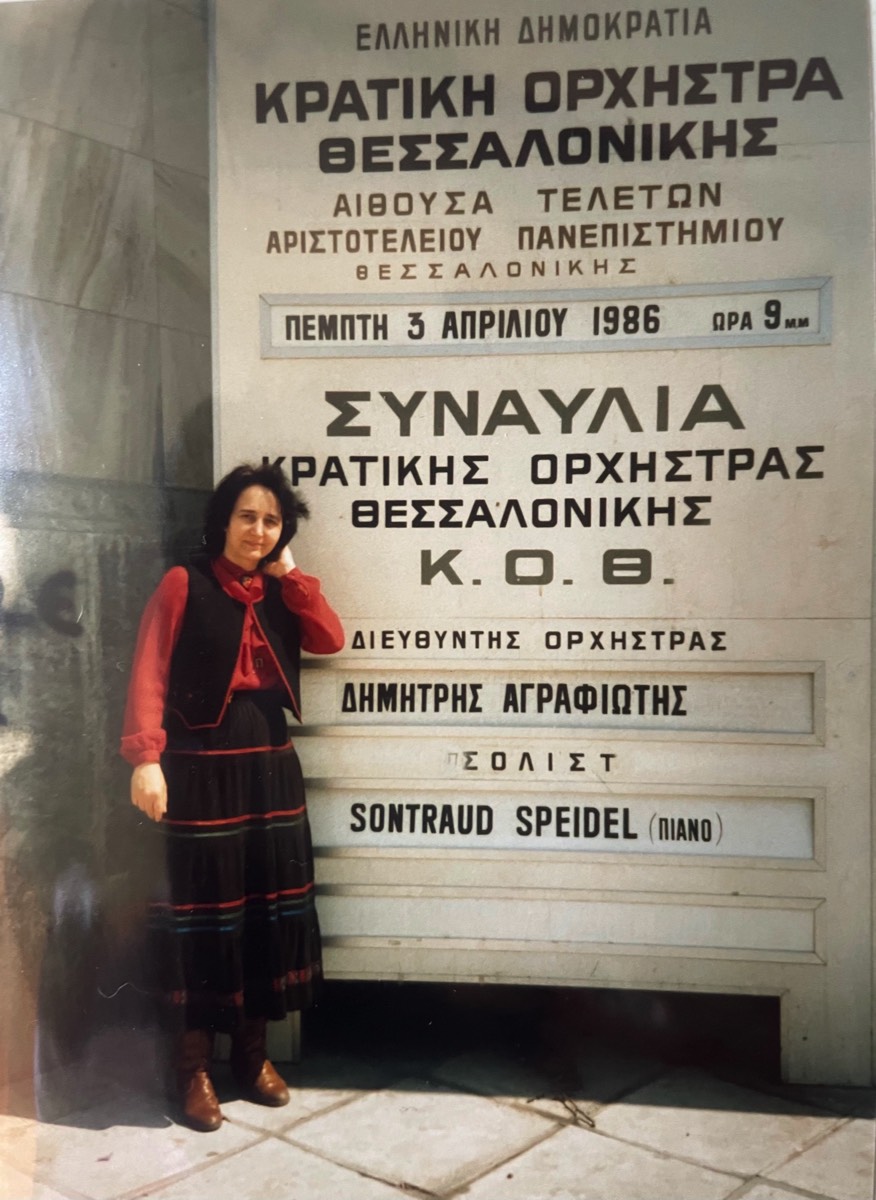 ΕΛΛΗΝΙΚΗ ΔΗΜΟΚΡΑΤΙΑ
ΚΡΑΤΙΚΗ ΟΡΧΗΣΤΡΑ
ΘΕΣΣΑΛΟΝΙΚΗΣ
ΑΙΘΟΥΣΑ ΤΕΛΕΤΩΝ
ΑΡΙΣΤΟΤΕΛΕΙΟΥ ΠΑΝΕΠΙΣΤΗΜΙΟΥ
ΘΕΣΣΑΛΟΝΙΚΗΣ
ΠΕΜΠΤΗ 3 ΑΠΡΙΛΙΟΥ 1986 ΩΡΑ 9ΜΜ
ΣΥΝΑΥΛΙΑ
ΚΡΑΤΙΚΗΣ ΟΡΧΗΣΤΡΑΣ
ΘΕΣΣΑΛΟΝΙΚΗΣ
Κ. Ο. Θ.
ΔΙΕΥΘΥΝΤΗΣ ΟΡΧΗΣΤΡΑΣ
ΔΗΜΗΤΡΗΣ ΑΓΡΑΦΙΩΤΗΣ
ΣΟΛΙΣΤ
SONTRAUD SPEIDEL (ΠΙΑΝΟ)